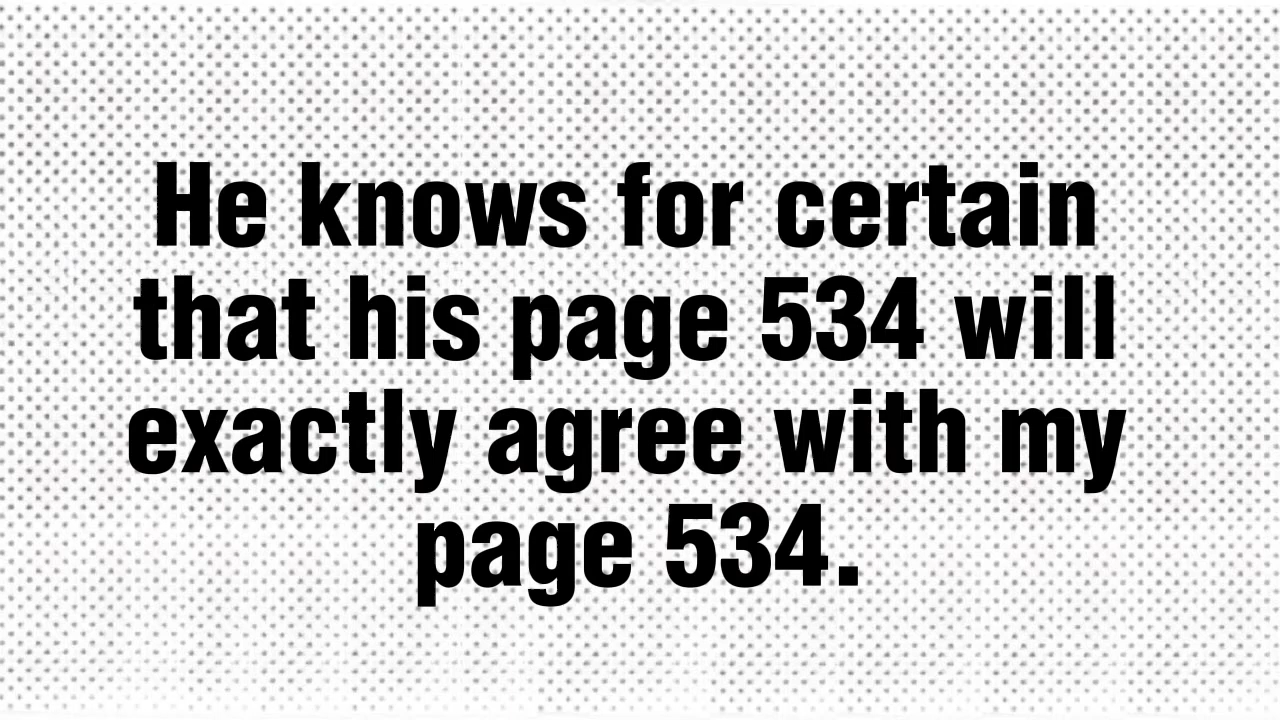 He knows for certain
that his page 534 will
exactly agree with my
page 534.